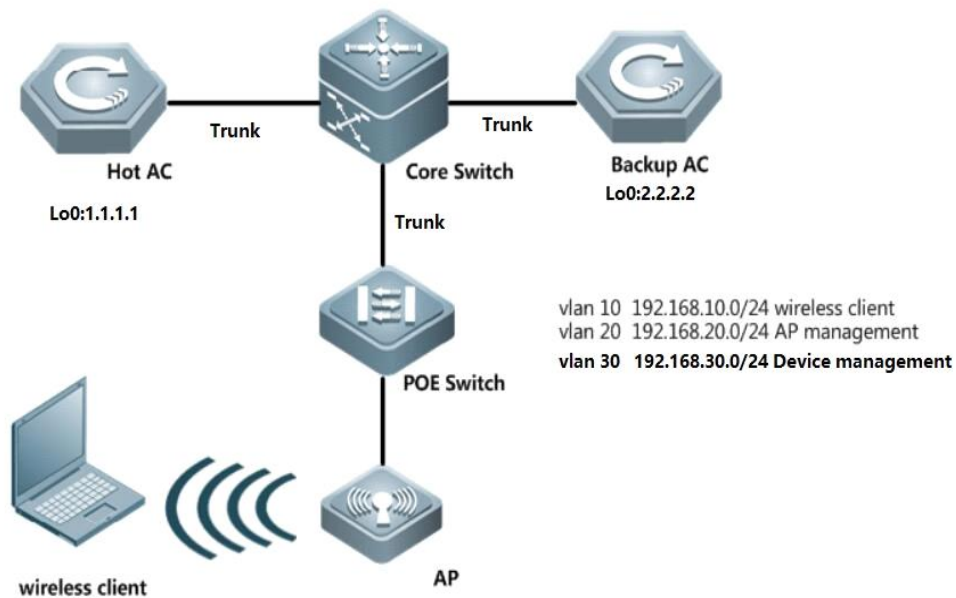 Trunk
Trunk
Hot AC
Core Switch
Backup AC
Lo0:1.1.1.1
Lo0:2.2.2.2
Trunk
vlan 10 192.168.10.0/24 wireless client
vlan 20 192.168.20.0/24 AP management
vlan 30 192.168.30.0/24 Device management
POE Switch
AP
wireless client